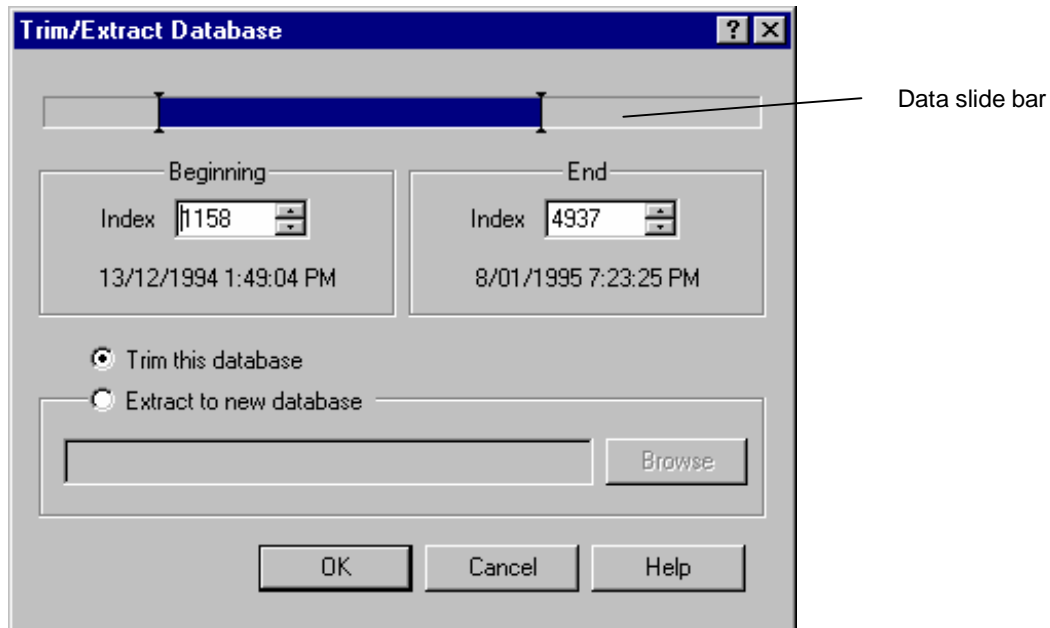 Trim/Extract Database
Data slide bar
Beginning
End
Index 1158
Index 4937
13/12/1994 1:49:04 PM
8/01/1995 7:23:25 PM
Trim this database
Extract to new database
Browse
OK
Cancel
Help